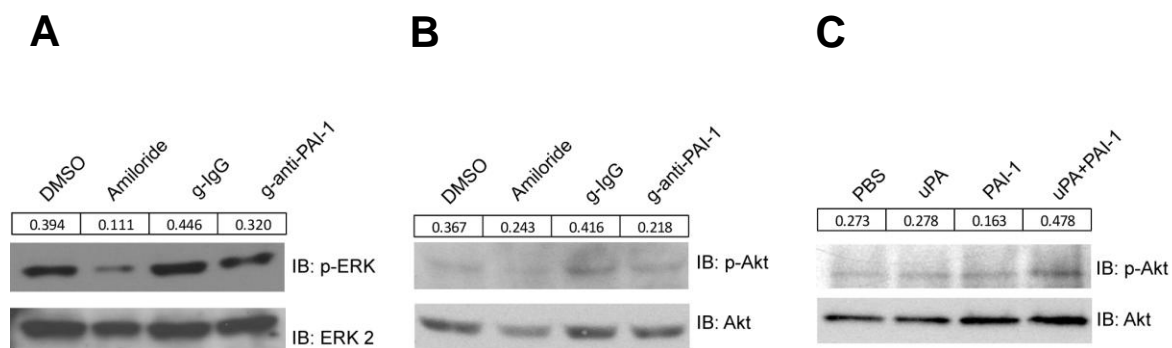 A
DMSO
Amiloride
g-IgG
g-anti-PAI-1
0.394 0.111 0.446 0.320
IB: p-ERK
IB: ERK 2
B
DMSO
Amiloride
g-IgG
g-anti-PAI-1
0.367 0.243 0.416 0.218
IB: p-Akt
IB: Akt
C
PBS
uPA
PAI-1
uPA+PAI-1
0.273 0.278 0.163 0.478
IB: p-Akt
IB: Akt